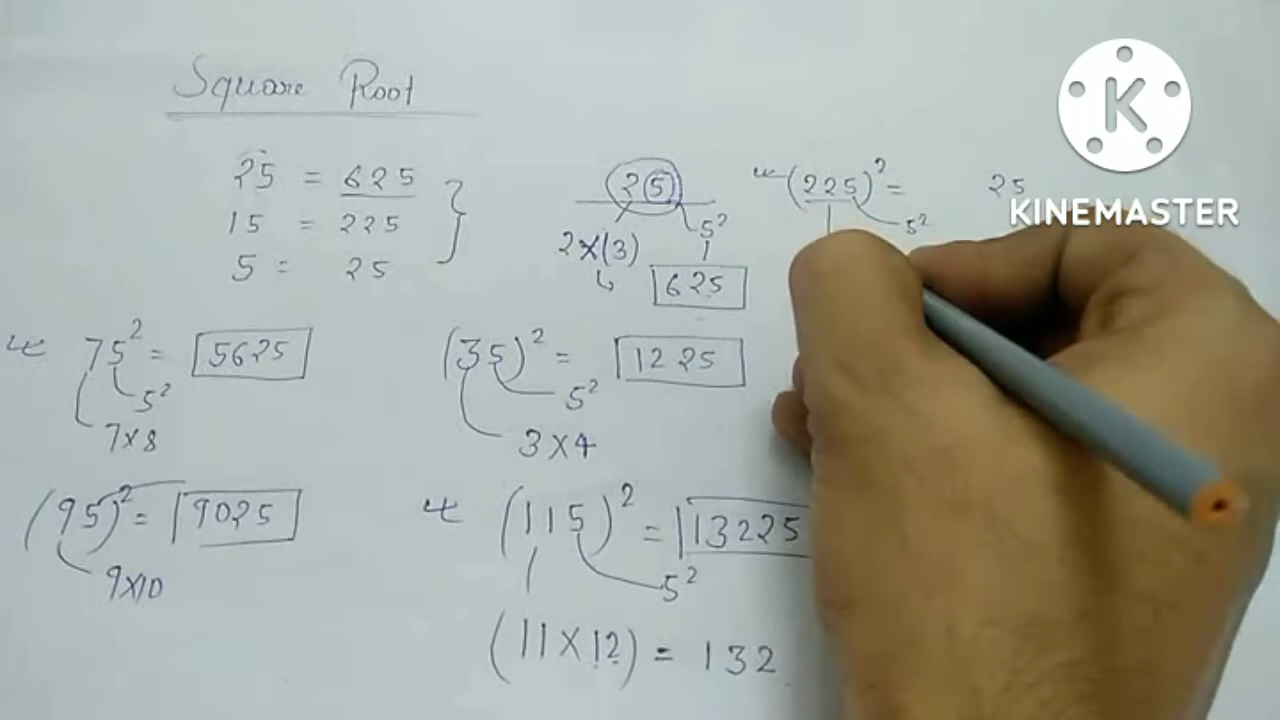 Square Root
25 = 625
15 = 225
5 = 25
25
5²
2×(3)
625
(225)² = 25
5²
75² = 5625
5²
7×8
(35)² = 1225
5²
3×4
(95)² = 9025
9×10
(115)² = 13225
5²
(11×12) = 132
K
KINEMASTER